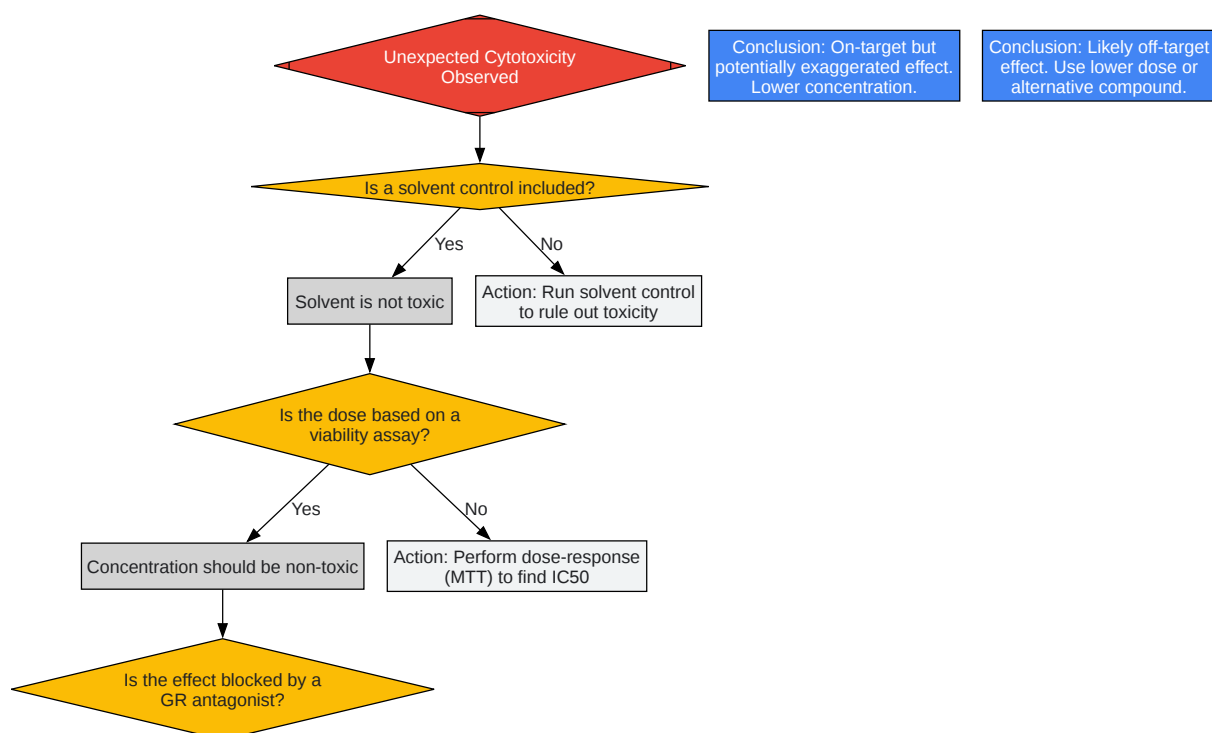 Unexpected Cytotoxicity
Observed
Conclusion: On-target but
potentially exaggerated effect.
Lower concentration.
Conclusion: Likely off-target
effect. Use lower dose or
alternative compound.
Is a solvent control included?
Yes
No
Solvent is not toxic
Action: Run solvent control
to rule out toxicity
Is the dose based on a
viability assay?
Yes
No
Concentration should be non-toxic
Action: Perform dose-response
(MTT) to find IC50
Is the effect blocked by a
GR antagonist?